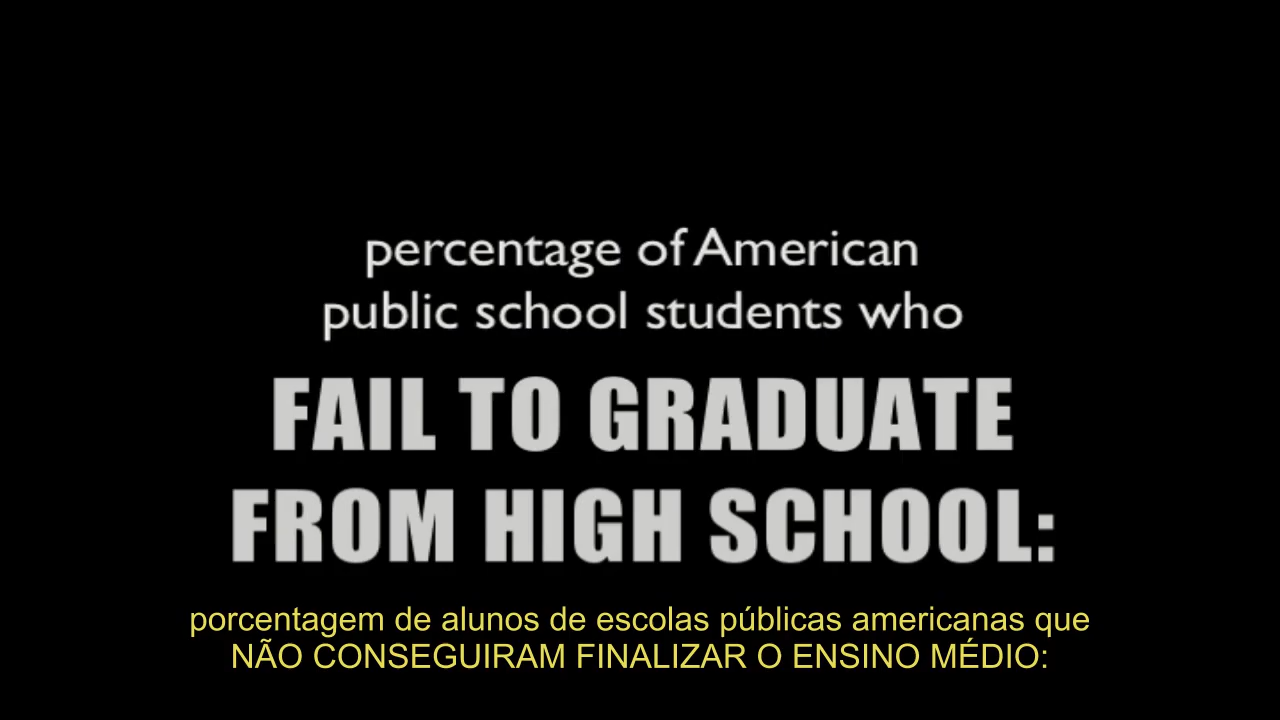 percentage of American
public school students who
FAIL TO GRADUATE
FROM HIGH SCHOOL:
porcentagem de alunos de escolas públicas americanas que
NÃO CONSEGUIRAM FINALIZAR O ENSINO MÉDIO: